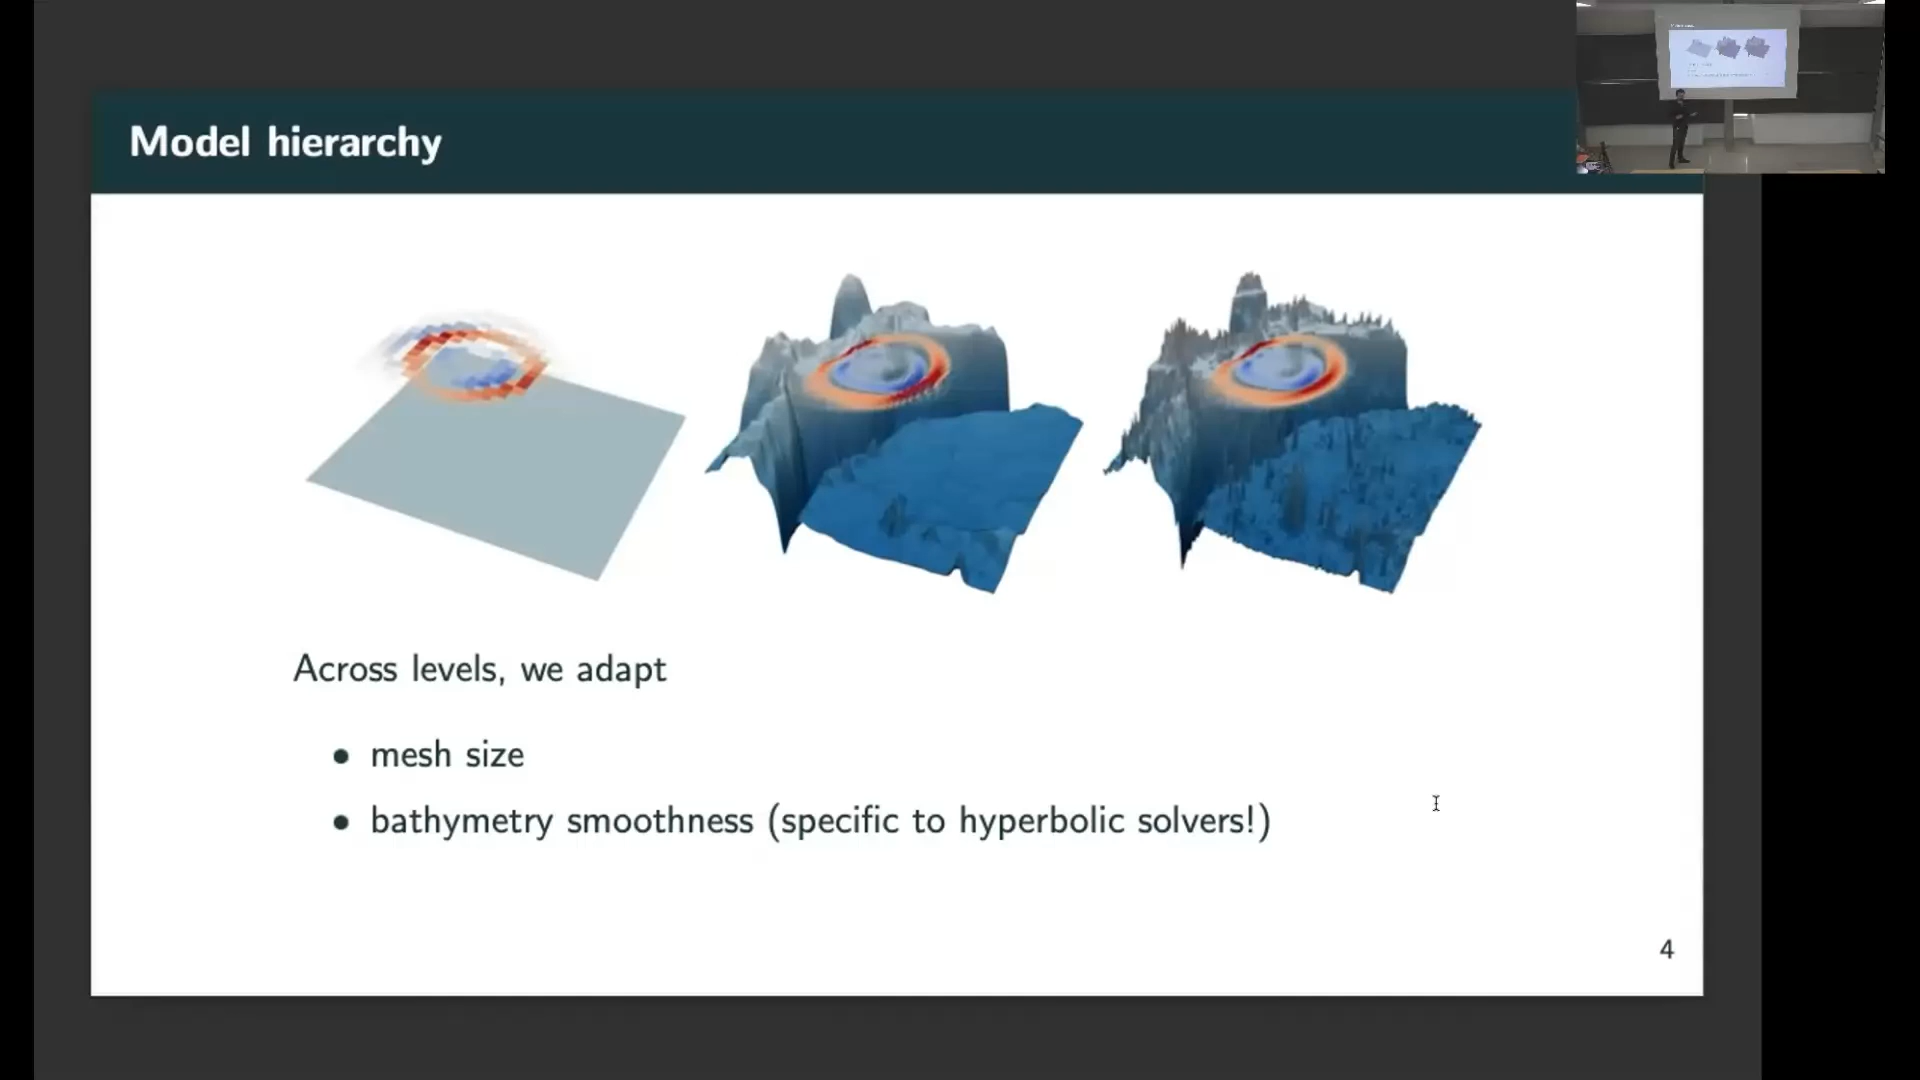 Model hierarchy
Across levels, we adapt
• mesh size
• bathymetry smoothness (specific to hyperbolic solvers!)
4